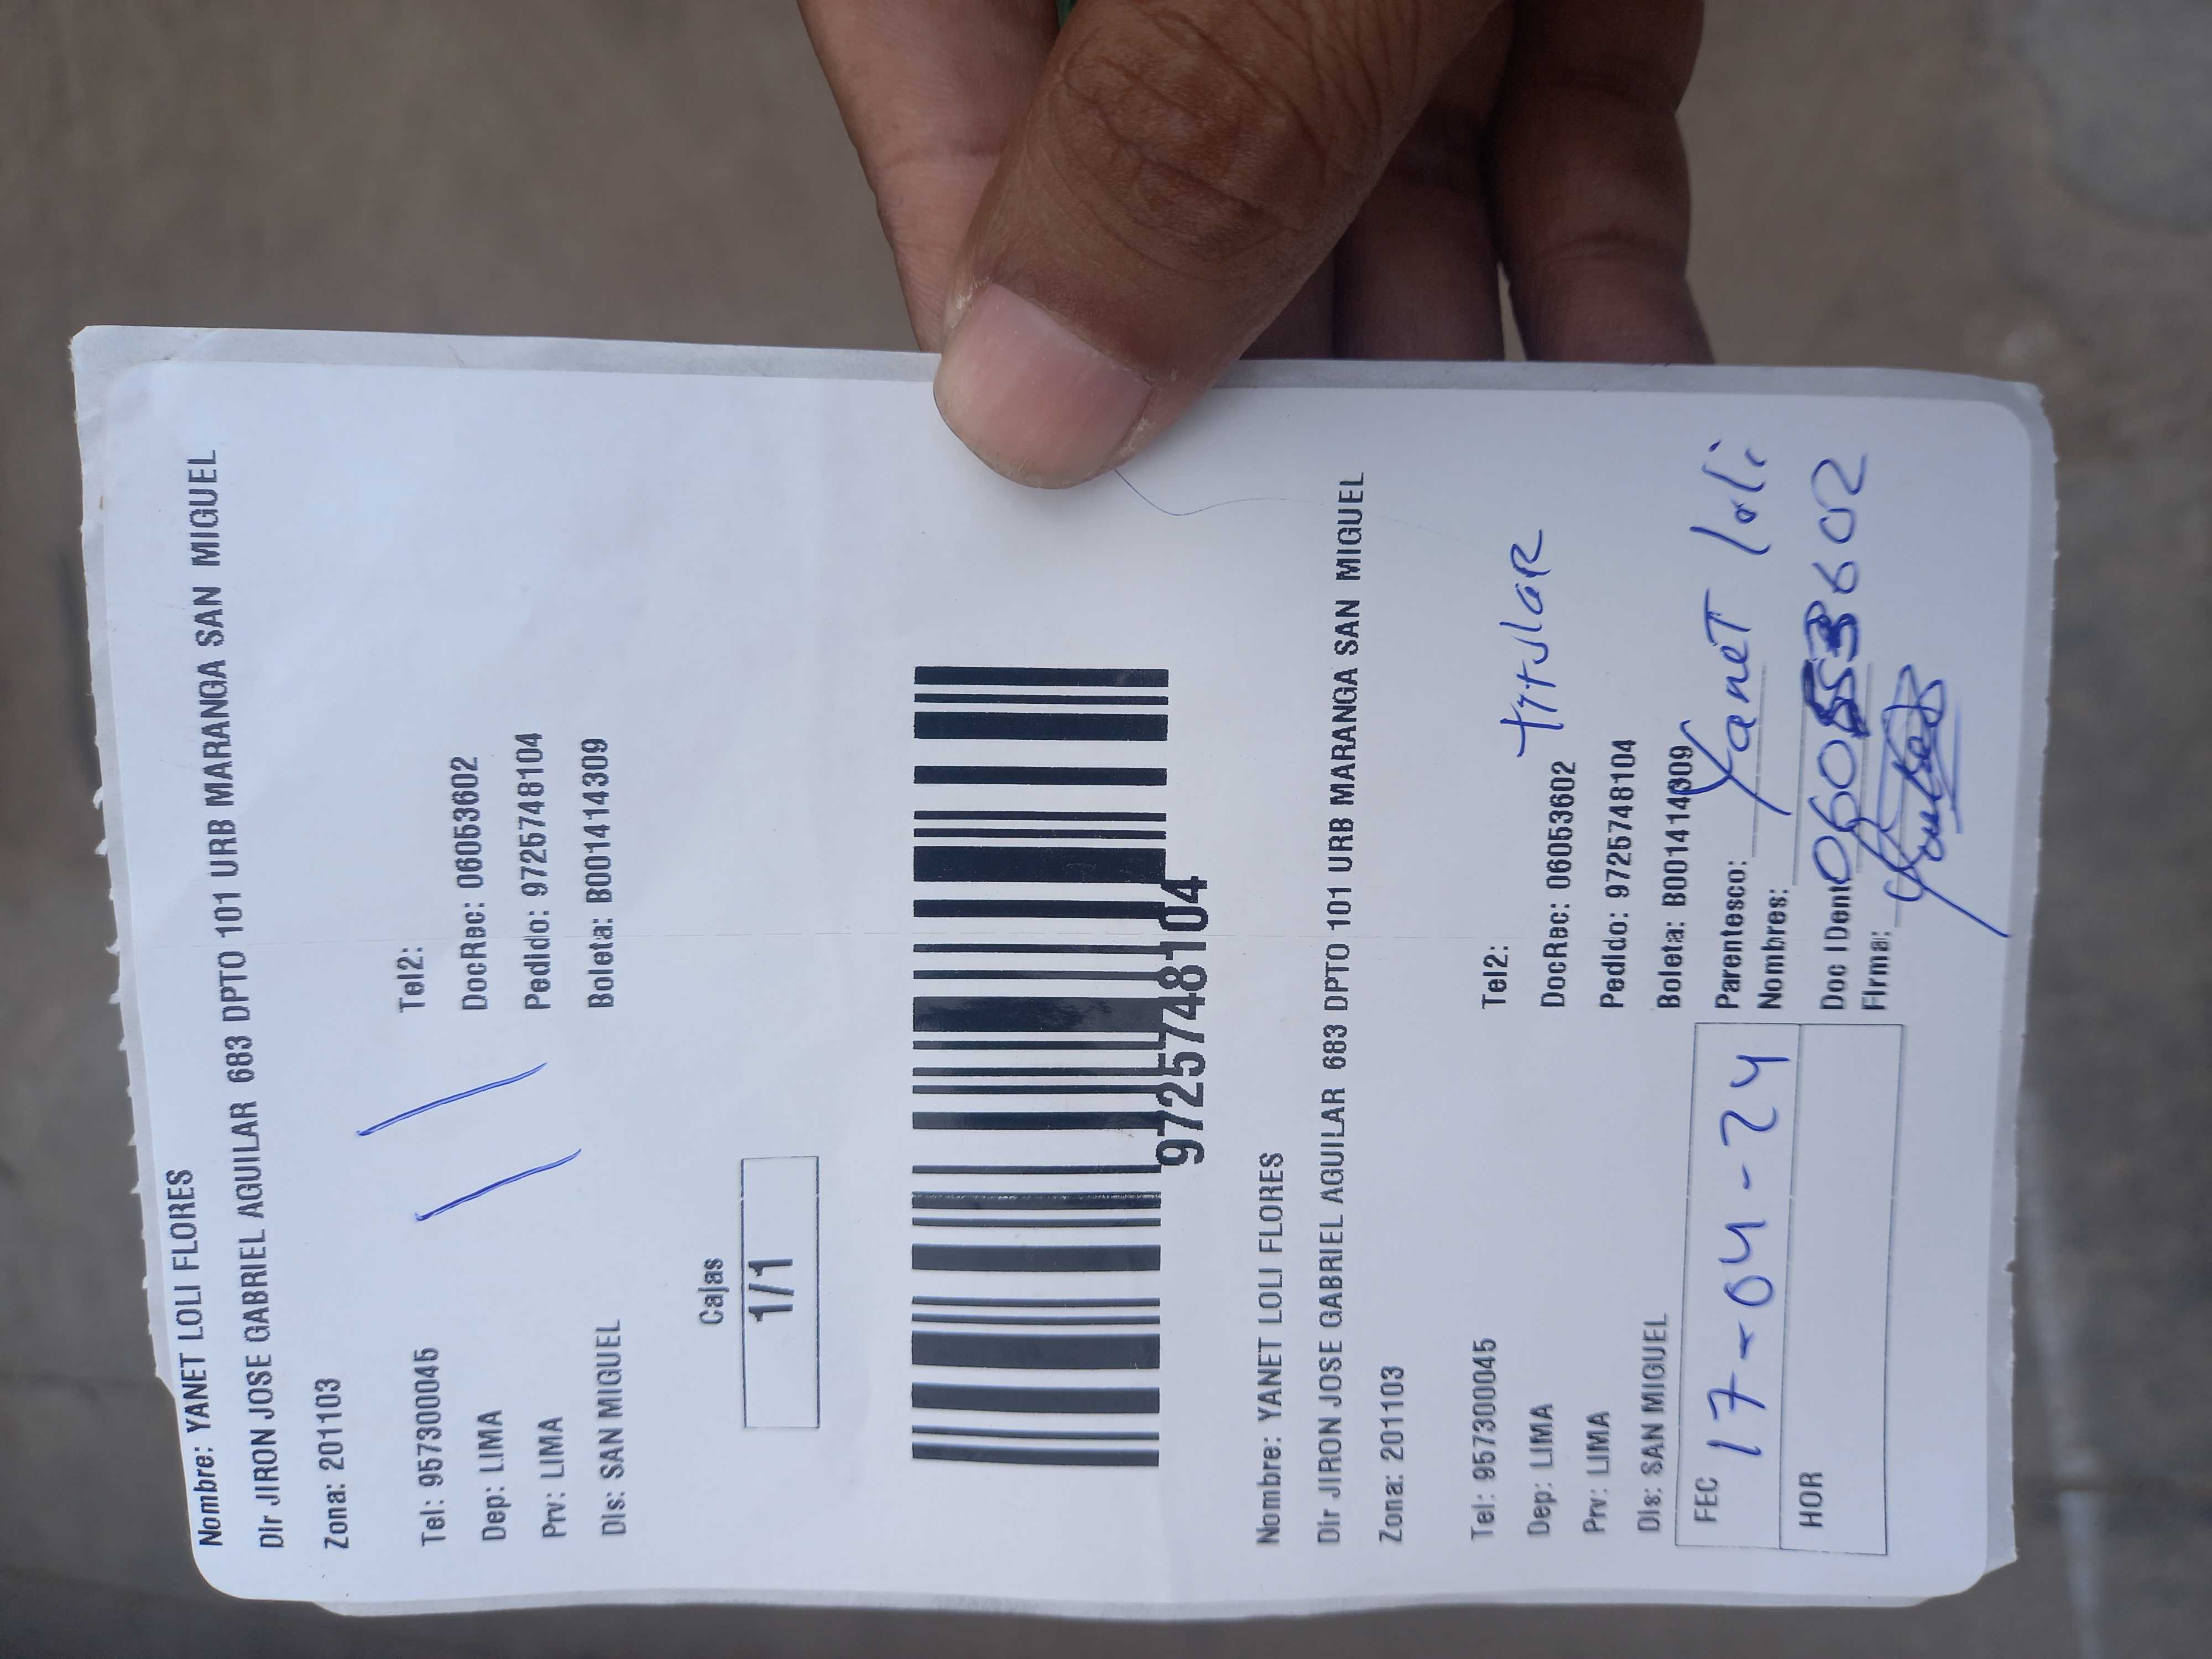 Nombre: YANET LOLI FLORES
Dir JIRON JOSE GABRIEL AGUILAR 683 DPTO 101 URB MARANGA SAN MIGUEL
Zona: 201103
Tel: 957300045 Tel2:
Dep: LIMA DocRec: 06053602
Prv: LIMA Pedido: 9725748104
Dis: SAN MIGUEL Boleta: B001414309
Cajas
1/1
9725748104
Nombre: YANET LOLI FLORES
Dir JIRON JOSE GABRIEL AGUILAR 683 DPTO 101 URB MARANGA SAN MIGUEL
Zona: 201103
Tel: 957300045 Tel2:
Dep: LIMA DocRec: 06053602 titular
Prv: LIMA Pedido: 9725748104
Dis: SAN MIGUEL Boleta: B001414309
FEC 17-04-24 Parentesco: Yanet loli
Nombres:
HOR Doc IDent 06053602
Firma: